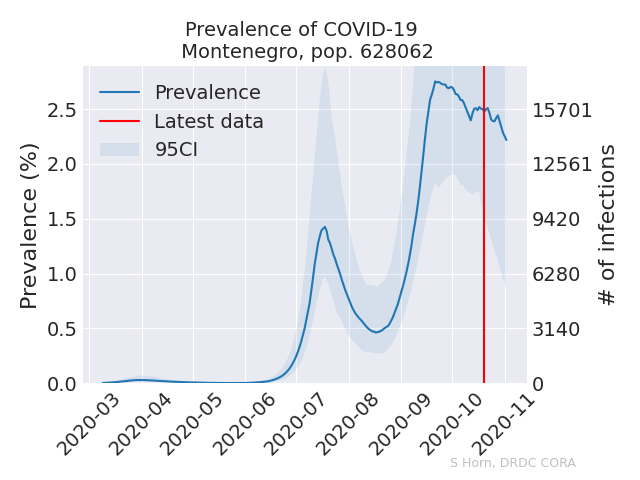 Prevalence of COVID-19
Montenegro, pop. 628062
Prevalence
Latest data
95CI
Prevalence (%)
2.5
2.0
1.5
1.0
0.5
0.0
15701
12561
9420
6280
3140
0
# of infections
2020-03
2020-04
2020-05
2020-06
2020-07
2020-08
2020-09
2020-10
2020-11
S Horn, DRDC CORA